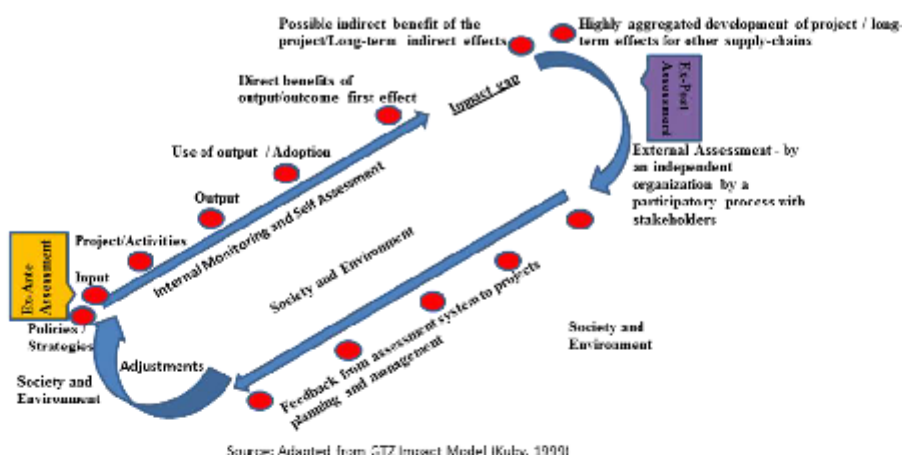 Possible indirect benefit of the
project/Long-term indirect effects
Highly aggregated development of project / long-
term effects for other supply-chains
Direct benefits of
output/outcome first effect
Impact gap
Ex-Post
Assessment
Use of output / Adoption
External Assessment - by
an independent
organization by a
participatory process with
stakeholders
Output
Internal Monitoring and Self Assessment
Project/Activities
Ex-Ante
Assessment
Input
Society and Environment
Policies /
Strategies
Society and
Environment
Adjustments
Society and
Environment
Feedback from assessment system to projects
planning and management
Source: Adapted from GTZ Impact Model (Kuby, 1999)